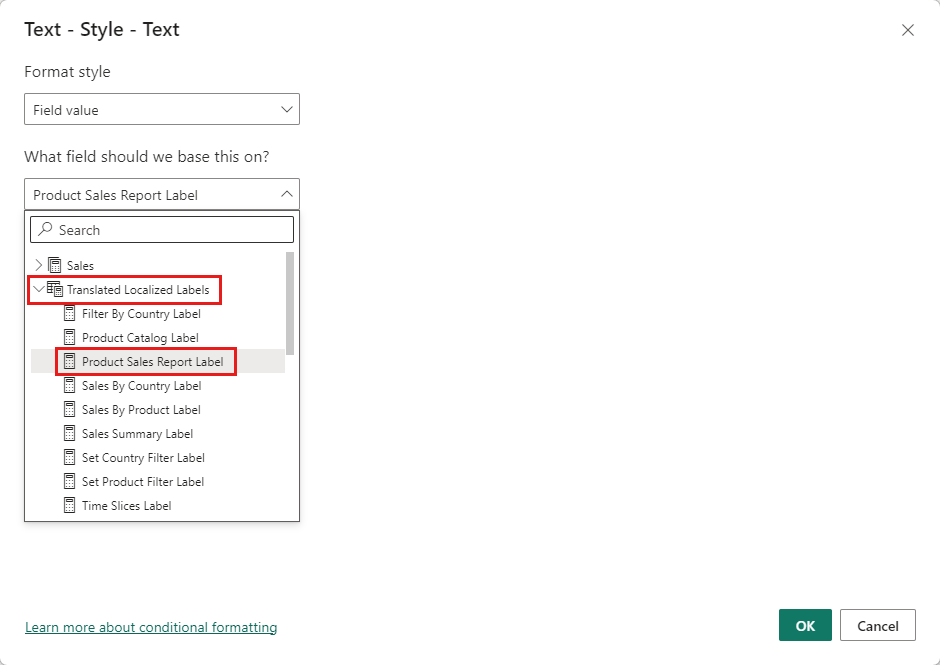 Text - Style - Text
Format style
Field value
What field should we base this on?
Product Sales Report Label
Search
Sales
Translated Localized Labels
Filter By Country Label
Product Catalog Label
Product Sales Report Label
Sales By Country Label
Sales By Product Label
Sales Summary Label
Set Country Filter Label
Set Product Filter Label
Time Slices Label
Learn more about conditional formatting
OK
Cancel